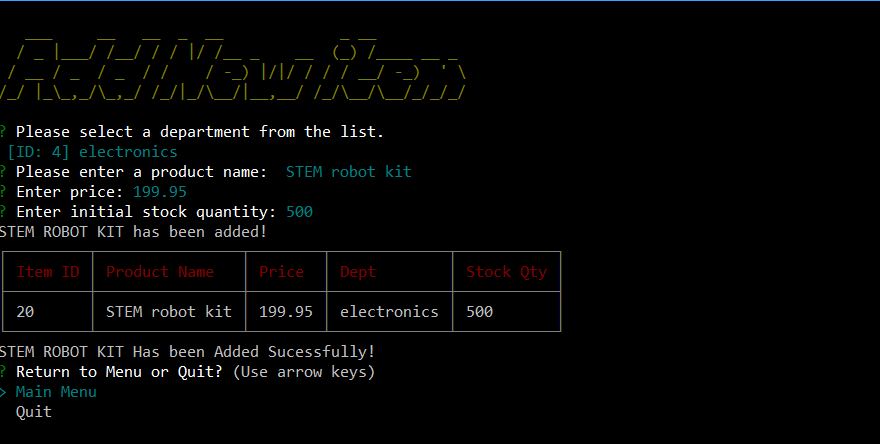 Add New item
? Please select a department from the list.
[ID: 4] electronics
? Please enter a product name:  STEM robot kit
? Enter price: 199.95
? Enter initial stock quantity: 500
STEM ROBOT KIT has been added!
Item ID Product Name Price Dept Stock Qty
20 STEM robot kit 199.95 electronics 500
STEM ROBOT KIT Has been Added Sucessfully!
? Return to Menu or Quit? (Use arrow keys)
> Main Menu
Quit